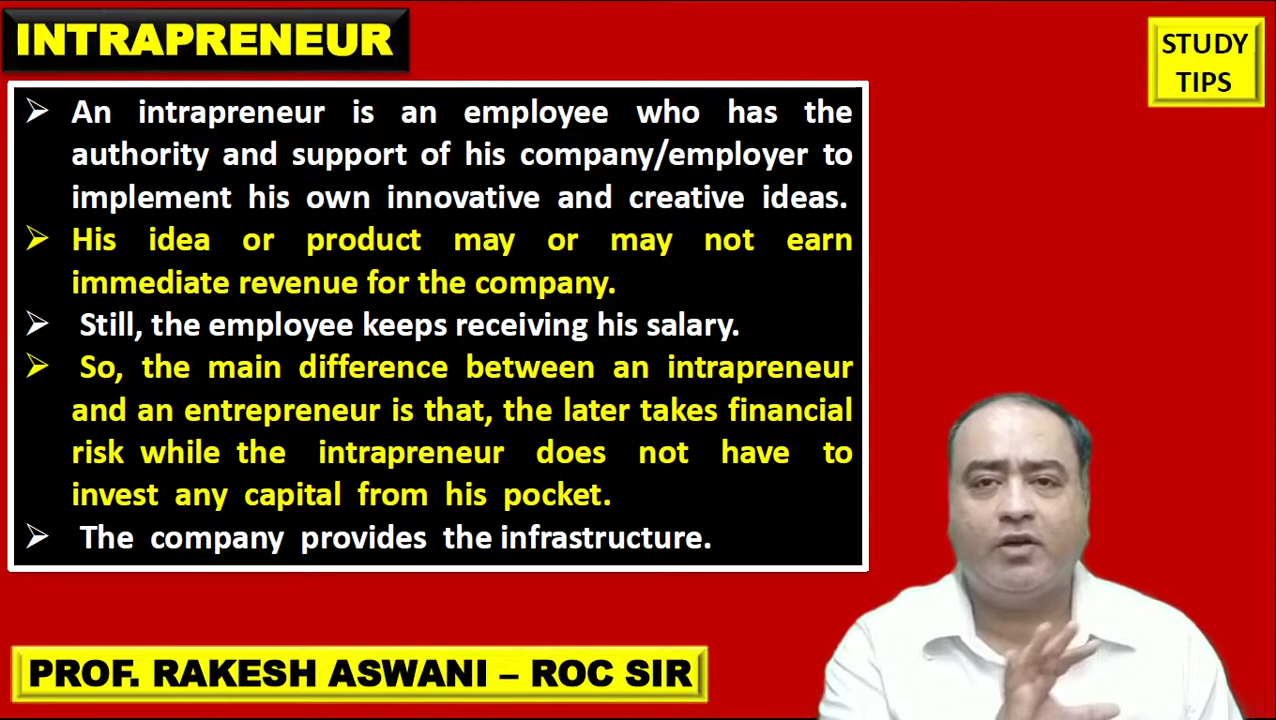 INTRAPRENEUR
STUDY
TIPS
➢ An intrapreneur is an employee who has the
authority and support of his company/employer to
implement his own innovative and creative ideas.
➢ His idea or product may or may not earn
immediate revenue for the company.
➢ Still, the employee keeps receiving his salary.
➢ So, the main difference between an intrapreneur
and an entrepreneur is that, the later takes financial
risk while the intrapreneur does not have to
invest any capital from his pocket.
➢ The company provides the infrastructure.
PROF. RAKESH ASWANI – ROC SIR